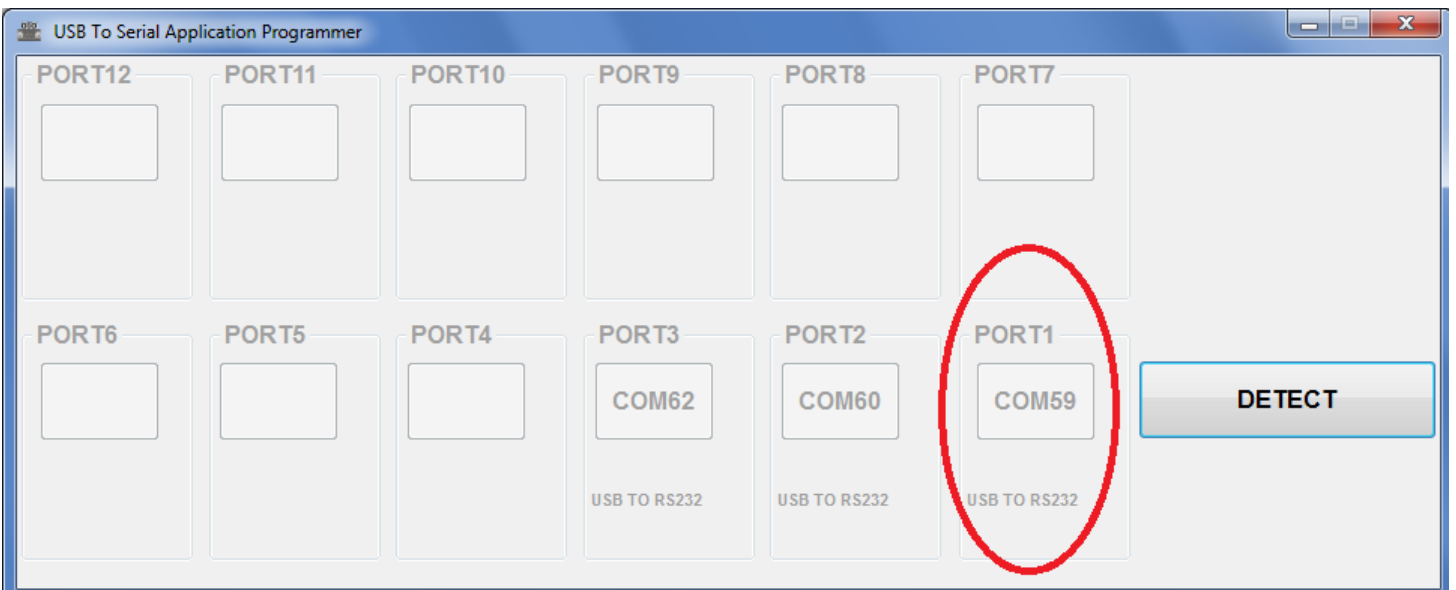 USB To Serial Application Programmer
PORT12 PORT11 PORT10 PORT9 PORT8 PORT7
PORT6 PORT5 PORT4 PORT3 PORT2 PORT1
COM62 COM60 COM59 DETECT
USB TO RS232 USB TO RS232 USB TO RS232